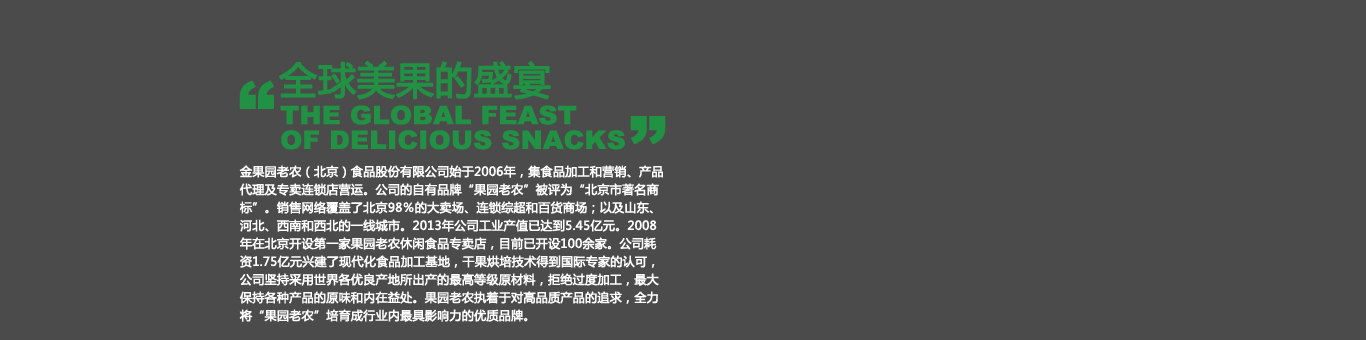 “全球美果的盛宴
THE GLOBAL FEAST
OF DELICIOUS SNACKS”
金果园老农（北京）食品股份有限公司始于2006年，集食品加工和营销、产品
代理及专卖连锁店营运。公司的自有品牌“果园老农”被评为“北京市著名商
标”。销售网络覆盖了北京98%的大卖场、连锁综超和百货商场；以及山东、
河北、西南和西北的一线城市。2013年公司工业产值已达到5.45亿元。2008
年在北京开设第一家果园老农休闲食品专卖店，目前已开设100余家。公司耗
资1.75亿元兴建了现代化食品加工基地，干果烘培技术得到国际专家的认可，
公司坚持采用世界各优良产地所出产的最高等级原材料，拒绝过度加工，最大
保持各种产品的原味和内在益处。果园老农执着于对高品质产品的追求，全力
将“果园老农”培育成行业内最具影响力的优质品牌。